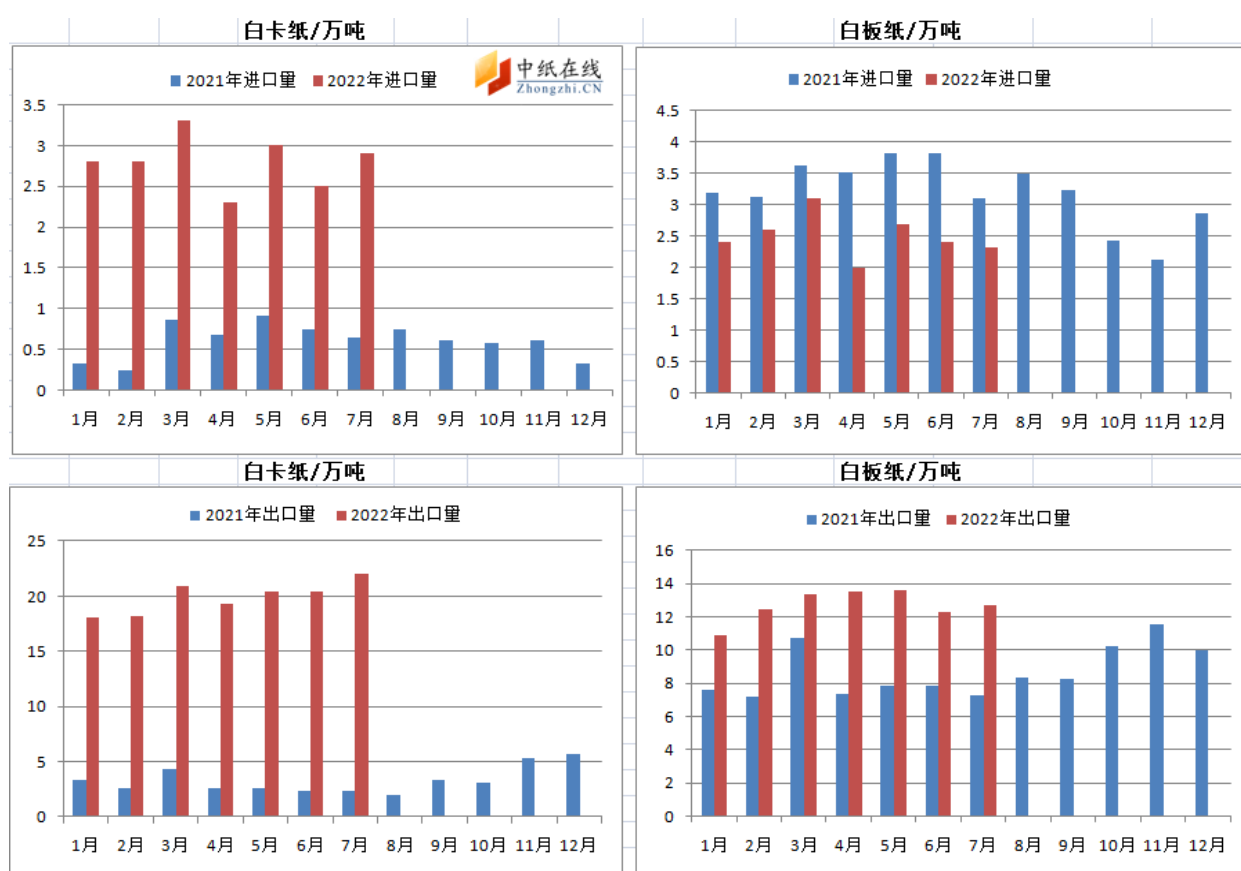 白卡纸/万吨
2021年进口量 2022年进口量
中纸在线
Zhongzhi.CN
3.5
3
2.5
2
1.5
1
0.5
0
1月 2月 3月 4月 5月 6月 7月 8月 9月 10月 11月 12月
白板纸/万吨
2021年进口量 2022年进口量
4.5
4
3.5
3
2.5
2
1.5
1
0.5
0
1月 2月 3月 4月 5月 6月 7月 8月 9月 10月 11月 12月
白卡纸/万吨
2021年出口量 2022年出口量
25
20
15
10
5
0
1月 2月 3月 4月 5月 6月 7月 8月 9月 10月 11月 12月
白板纸/万吨
2021年出口量 2022年出口量
16
14
12
10
8
6
4
2
0
1月 2月 3月 4月 5月 6月 7月 8月 9月 10月 11月 12月